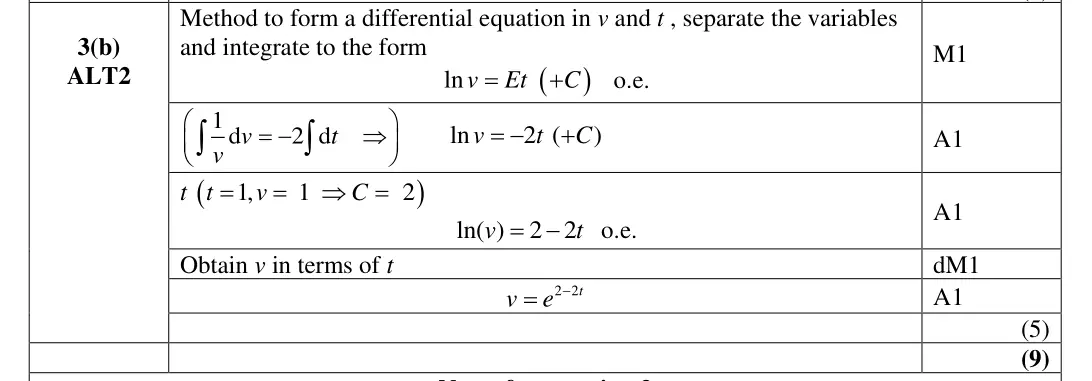 Method to form a differential equation in v and t , separate the variables
and integrate to the form
ln v = Et (+C) o.e.
M1
3(b)
ALT2
(∫ 1/v dv = −2∫ dt ⇒) ln v = −2t (+C)
A1
t (t = 1, v = 1 ⇒ C = 2)
ln(v) = 2 − 2t o.e.
A1
Obtain v in terms of t
dM1
v = e^{2−2t}
A1
(5)
(9)